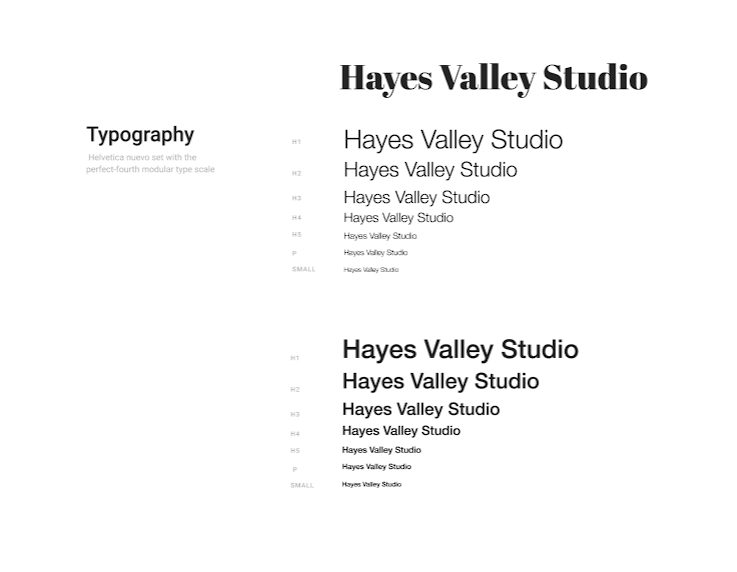 Hayes Valley Studio
Typography
Helvetica nuevo set with the
perfect-fourth modular type scale
H1 Hayes Valley Studio
H2 Hayes Valley Studio
H3 Hayes Valley Studio
H4 Hayes Valley Studio
H5 Hayes Valley Studio
P Hayes Valley Studio
SMALL Hayes Valley Studio
H1 Hayes Valley Studio
H2 Hayes Valley Studio
H3 Hayes Valley Studio
H4 Hayes Valley Studio
H5 Hayes Valley Studio
P Hayes Valley Studio
SMALL Hayes Valley Studio